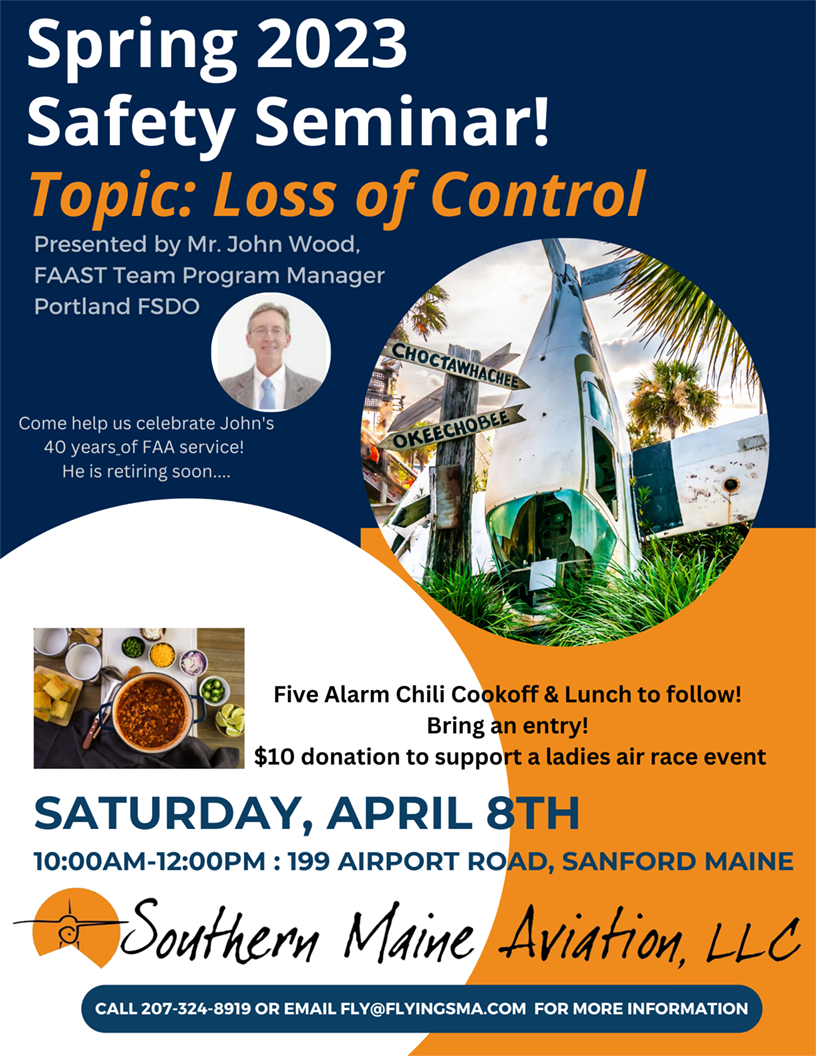 Spring 2023
Safety Seminar!
Topic: Loss of Control
Presented by Mr. John Wood,
FAAST Team Program Manager
Portland FSDO
CHOCTAWHACHEE
OKEECHOBEE
Come help us celebrate John's
40 years of FAA service!
He is retiring soon....
Five Alarm Chili Cookoff & Lunch to follow!
Bring an entry!
$10 donation to support a ladies air race event
SATURDAY, APRIL 8TH
10:00AM-12:00PM : 199 AIRPORT ROAD, SANFORD MAINE
Southern Maine Aviation, LLC
CALL 207-324-8919 OR EMAIL FLY@FLYINGSMA.COM FOR MORE INFORMATION